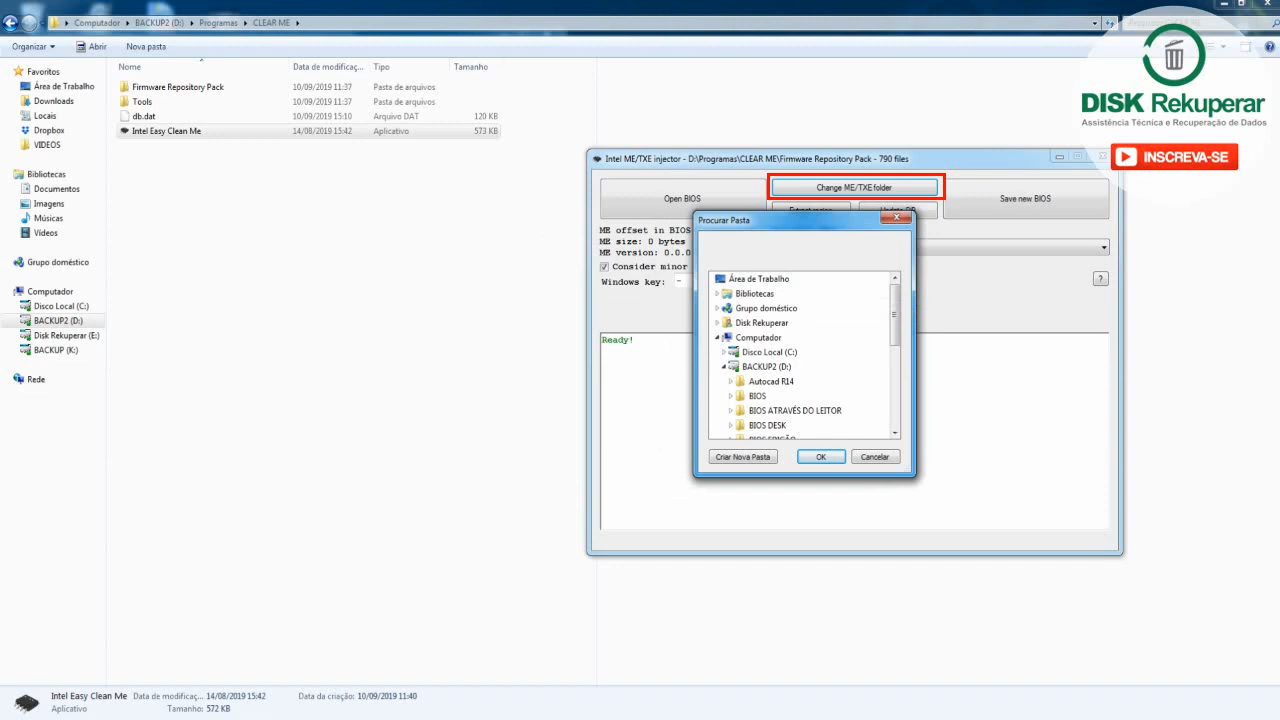 Computador
BACKUP2 (D:)
Programas
CLEAR ME
Organizar
Abrir
Nova pasta
Favoritos
Área de Trabalho
Downloads
Locais
Dropbox
VIDEOS
Bibliotecas
Documentos
Imagens
Músicas
Vídeos
Grupo doméstico
Computador
Disco Local (C:)
BACKUP2 (D:)
Disk Rekuperar (E:)
BACKUP (K:)
Rede
Nome Data de modificaç... Tipo Tamanho
Firmware Repository Pack 10/09/2019 11:37 Pasta de arquivos
Tools 10/09/2019 11:37 Pasta de arquivos
db.dat 10/09/2019 15:10 Arquivo DAT 120 KB
Intel Easy Clean Me 14/08/2019 15:42 Aplicativo 573 KB
DISK Rekuperar
Assistência Técnica e Recuperação de Dados
INSCREVA-SE
Intel ME/TXE injector - D:\Programas\CLEAR ME\Firmware Repository Pack - 790 files
Open BIOS
Change ME/TXE folder
Save new BIOS
ME offset in BIOS
ME size: 0 bytes
ME version: 0.0.0
Consider minor
Windows key: -
?
Ready!
Procurar Pasta
Área de Trabalho
Bibliotecas
Grupo doméstico
Disk Rekuperar
Computador
Disco Local (C:)
BACKUP2 (D:)
Autocad R14
BIOS
BIOS ATRAVÉS DO LEITOR
BIOS DESK
Criar Nova Pasta
OK
Cancelar
Intel Easy Clean Me Data de modificaç... 14/08/2019 15:42 Data da criação: 10/09/2019 11:40
Aplicativo Tamanho: 572 KB